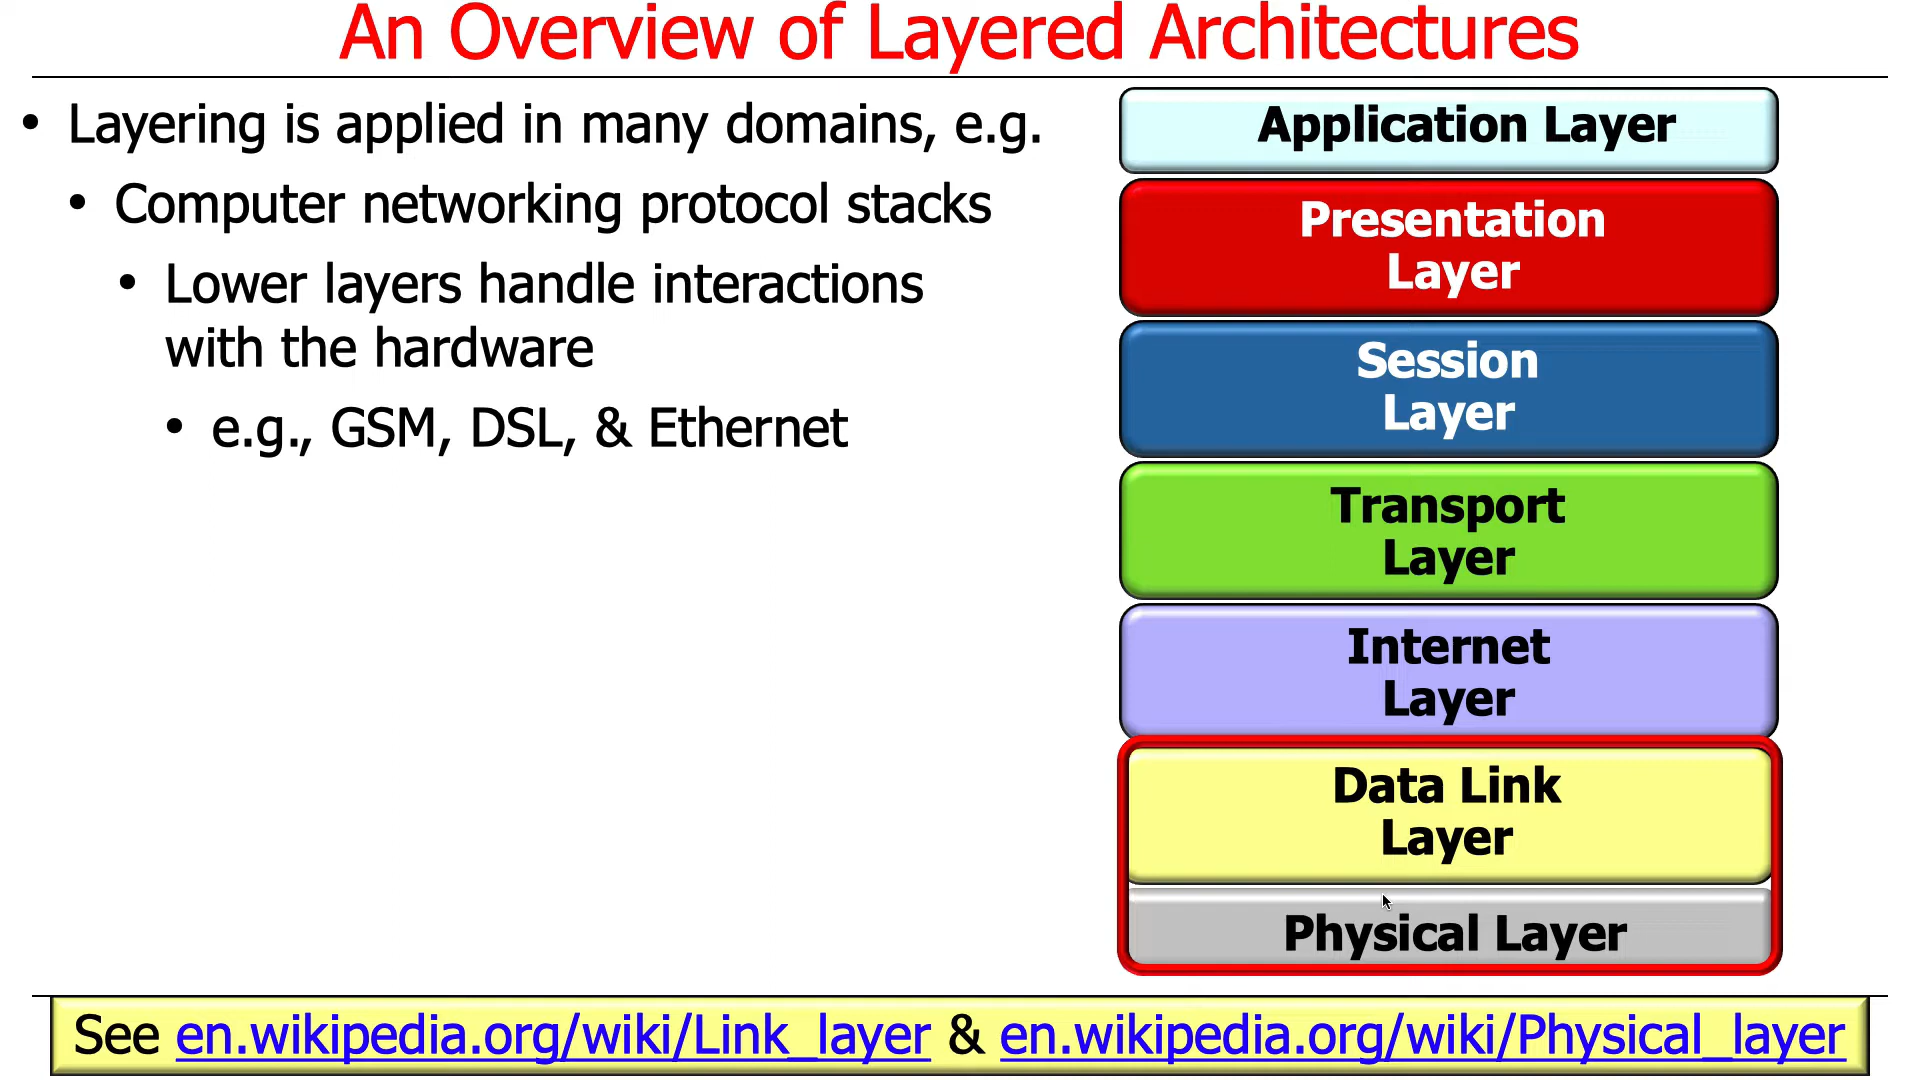 An Overview of Layered Architectures
• Layering is applied in many domains, e.g.
• Computer networking protocol stacks
• Lower layers handle interactions
with the hardware
• e.g., GSM, DSL, & Ethernet
Application Layer
Presentation
Layer
Session
Layer
Transport
Layer
Internet
Layer
Data Link
Layer
Physical Layer
See en.wikipedia.org/wiki/Link_layer & en.wikipedia.org/wiki/Physical_layer